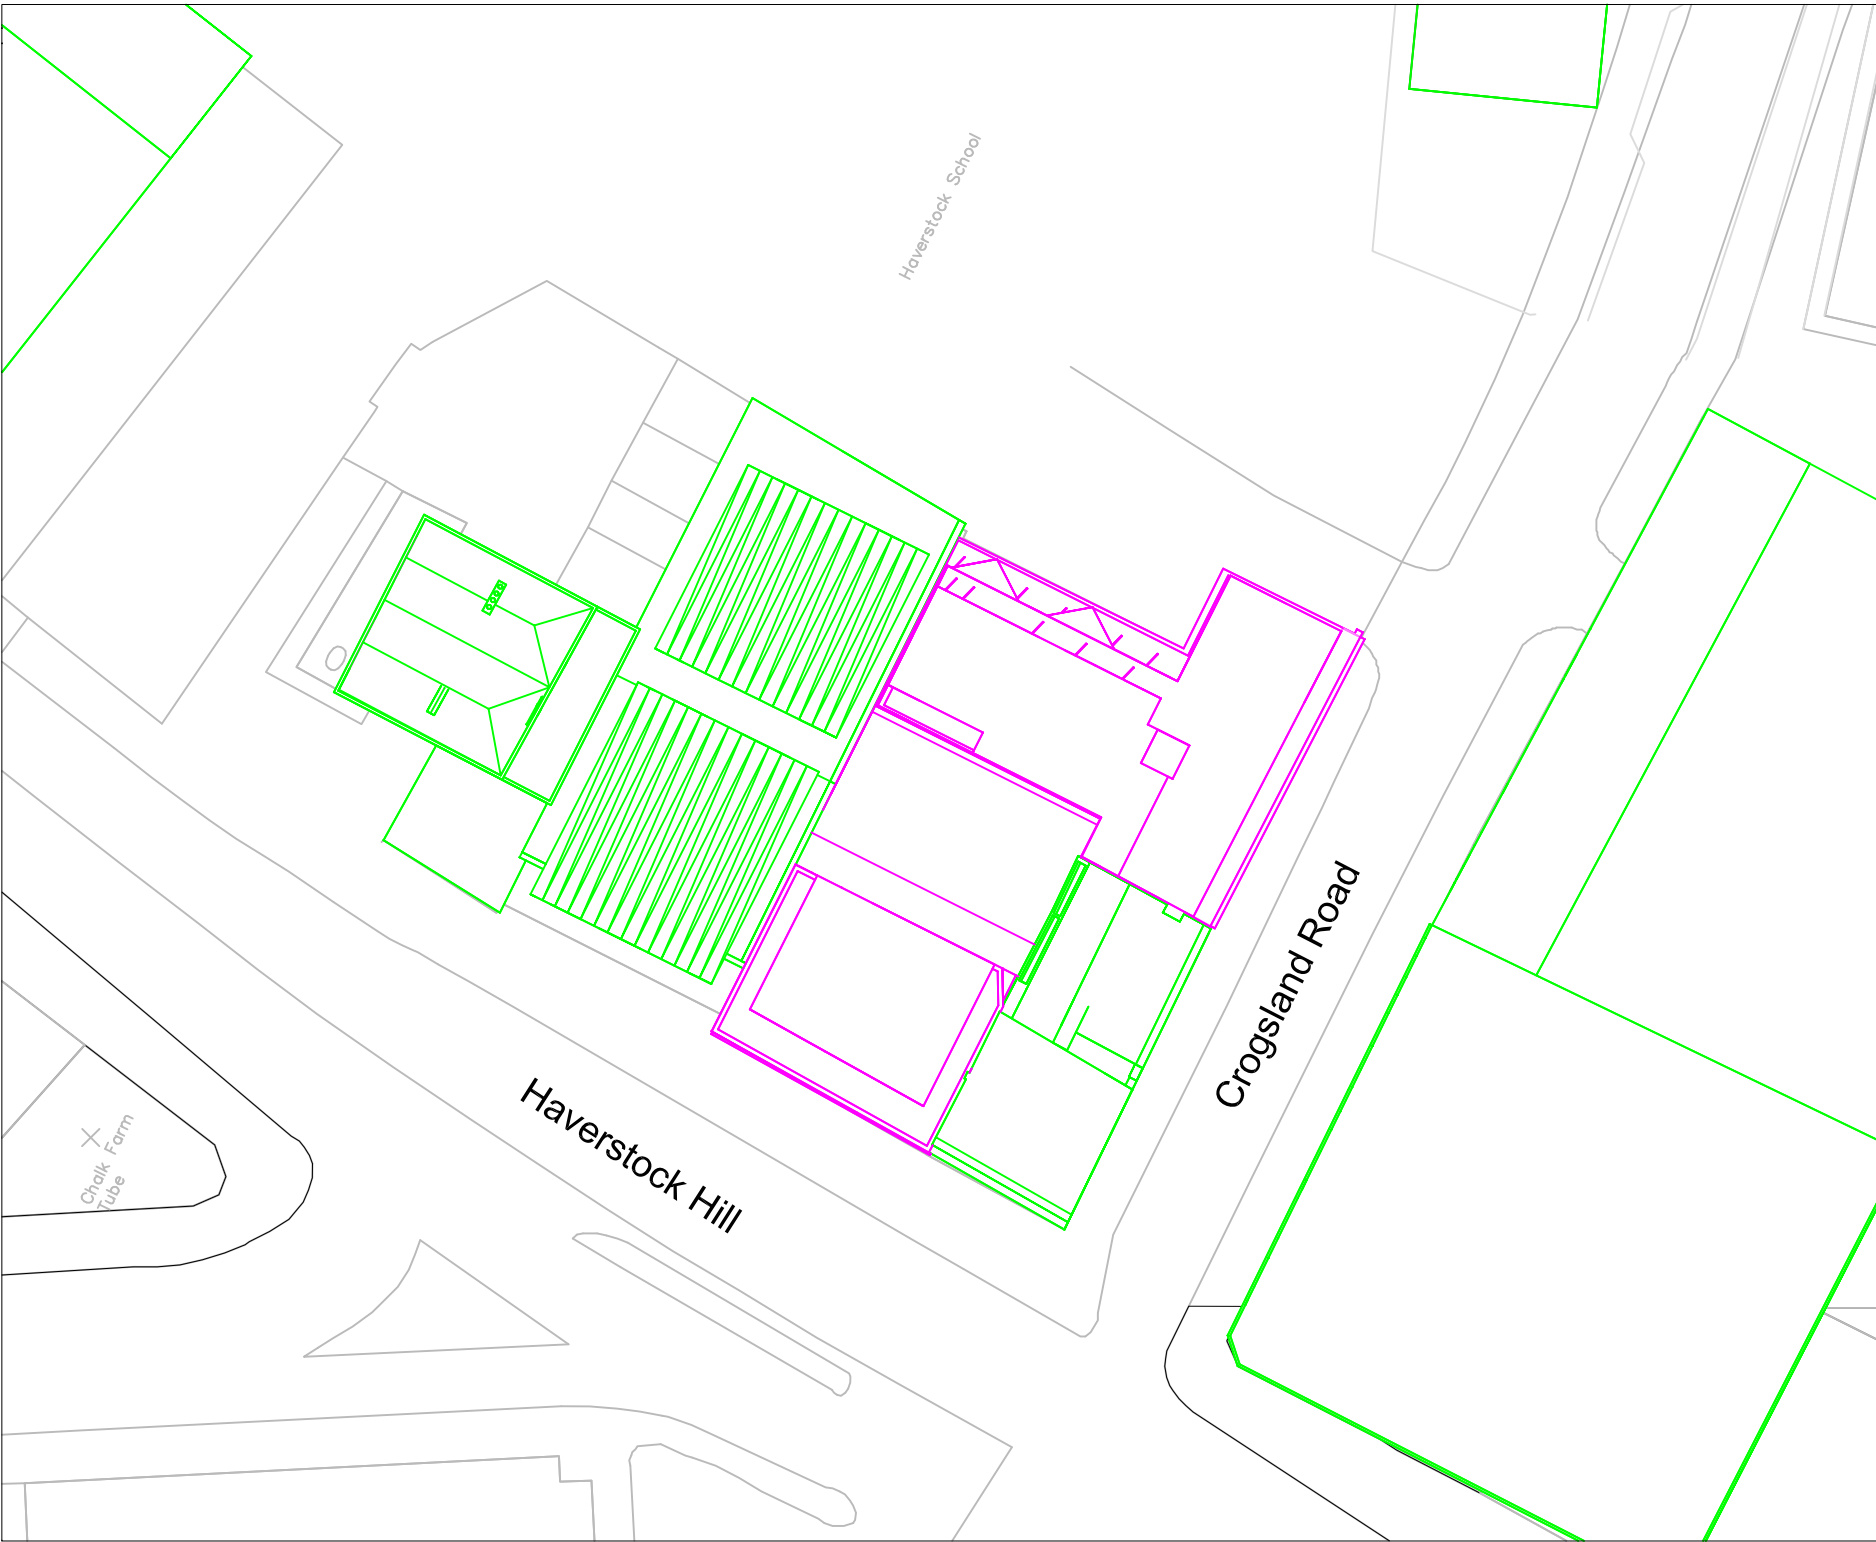 Haverstock School
Crogsland Road
Haverstock Hill
Chalk Farm
Tube